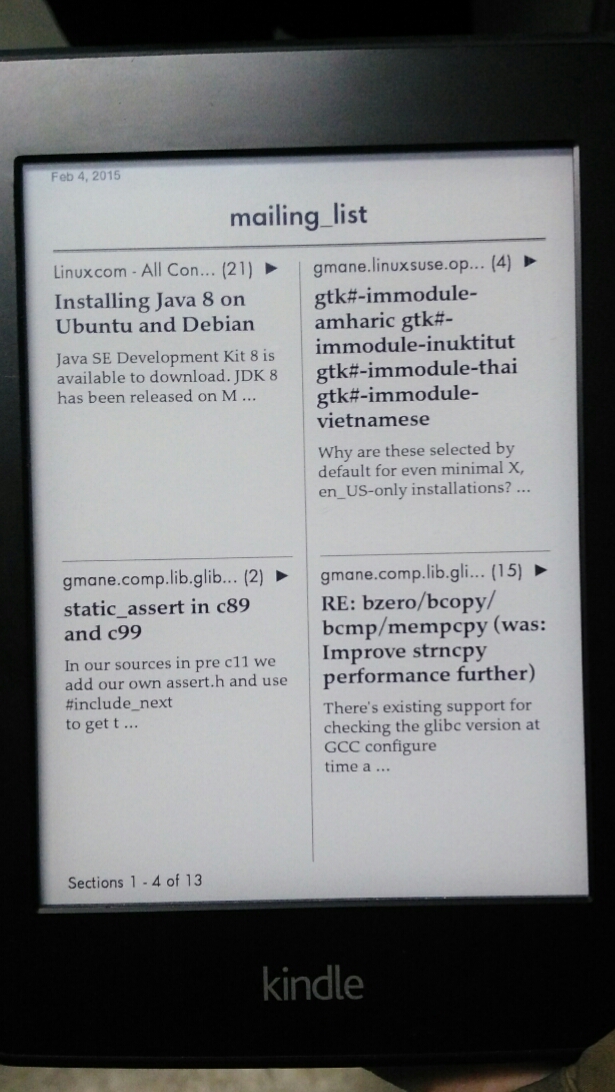 Feb 4, 2015
mailing_list
Linux.com - All Con... (21) ▶
Installing Java 8 on
Ubuntu and Debian
Java SE Development Kit 8 is
available to download. JDK 8
has been released on M ...
gmane.linux.suse.op... (4) ▶
gtk#-immodule-
amharic gtk#-
immodule-inuktitut
gtk#-immodule-thai
gtk#-immodule-
vietnamese
Why are these selected by
default for even minimal X,
en_US-only installations? ...
gmane.comp.lib.glib... (2) ▶
static_assert in c89
and c99
In our sources in pre c11 we
add our own assert.h and use
#include_next
to get t ...
gmane.comp.lib.gli... (15) ▶
RE: bzero/bcopy/
bcmp/mempcpy (was:
Improve strncpy
performance further)
There's existing support for
checking the glibc version at
GCC configure
time a ...
Sections 1 - 4 of 13
kindle